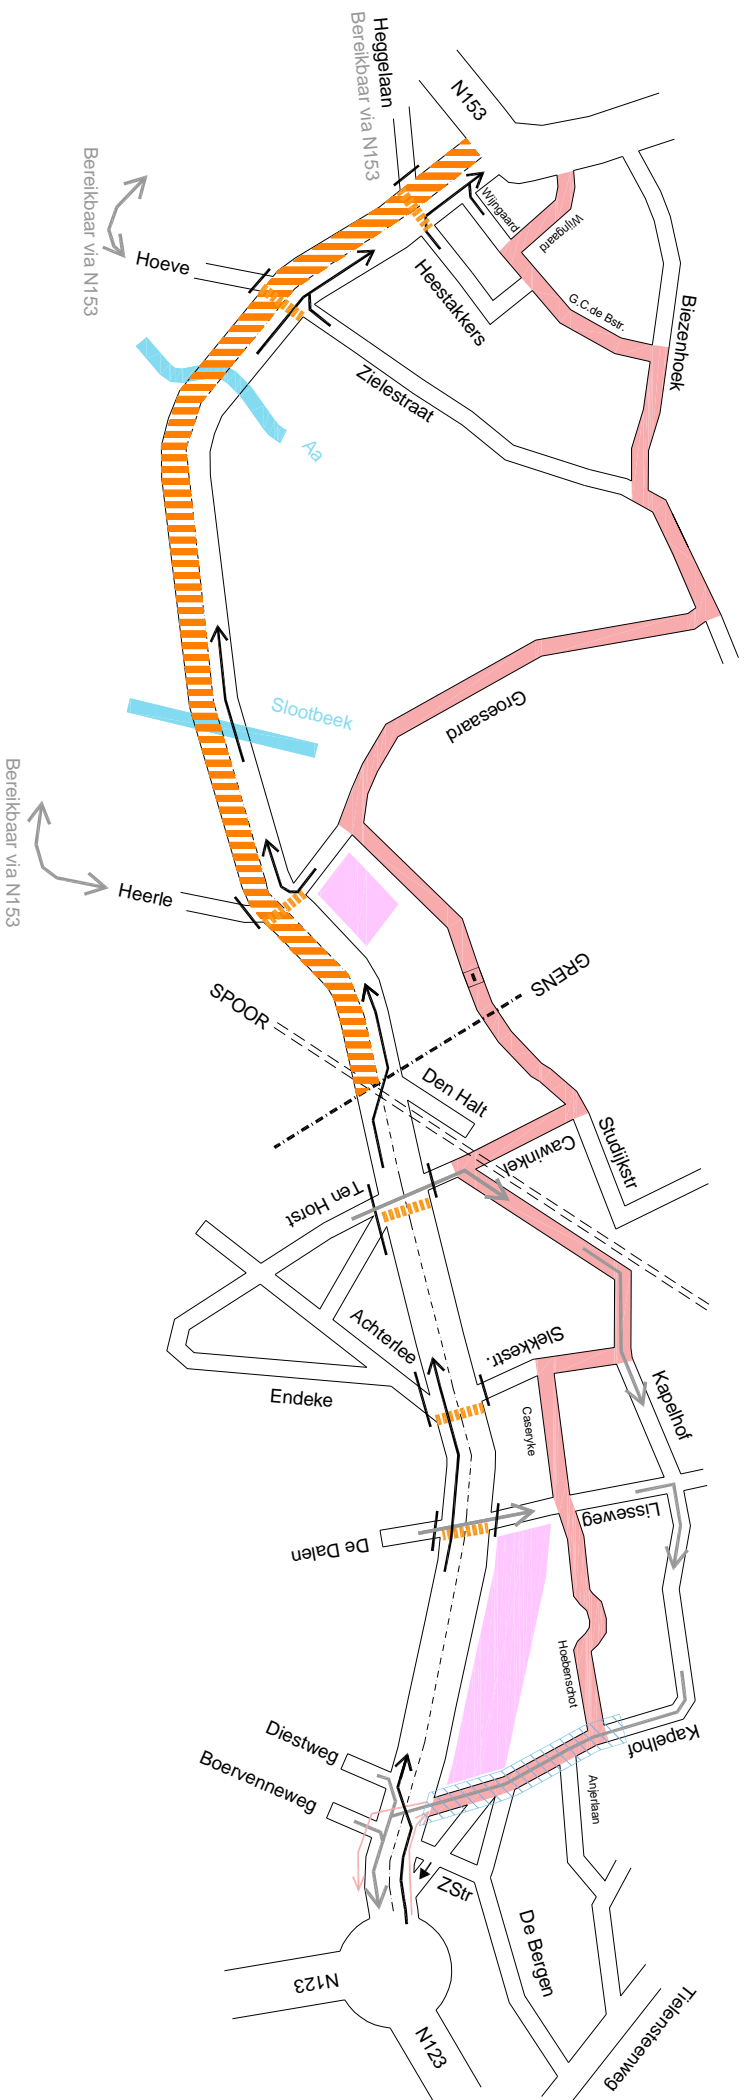 N153
Heggelaan
Bereikbaar via N153
Wijngaard
Wijngaard
Bereikbaar via N153
Hoeve
Heestakkers
G.C.de Bstr.
Biezenhoek
Zielestraat
Aa
Groesaard
Slootbeek
Bereikbaar via N153
Heerle
GRENS
SPOOR
Den Halt
Studijkstr
Cawinkel
Ten Horst
Achterlee
Slekkestr.
Endeke
Kapelhof
Caseryke
Lisseweg
De Dalen
Hoebenschot
Kapelhof
Diestweg
Boervenneweg
Anjerlaan
ZStr
De Bergen
N123
N123
Tielensteenweg